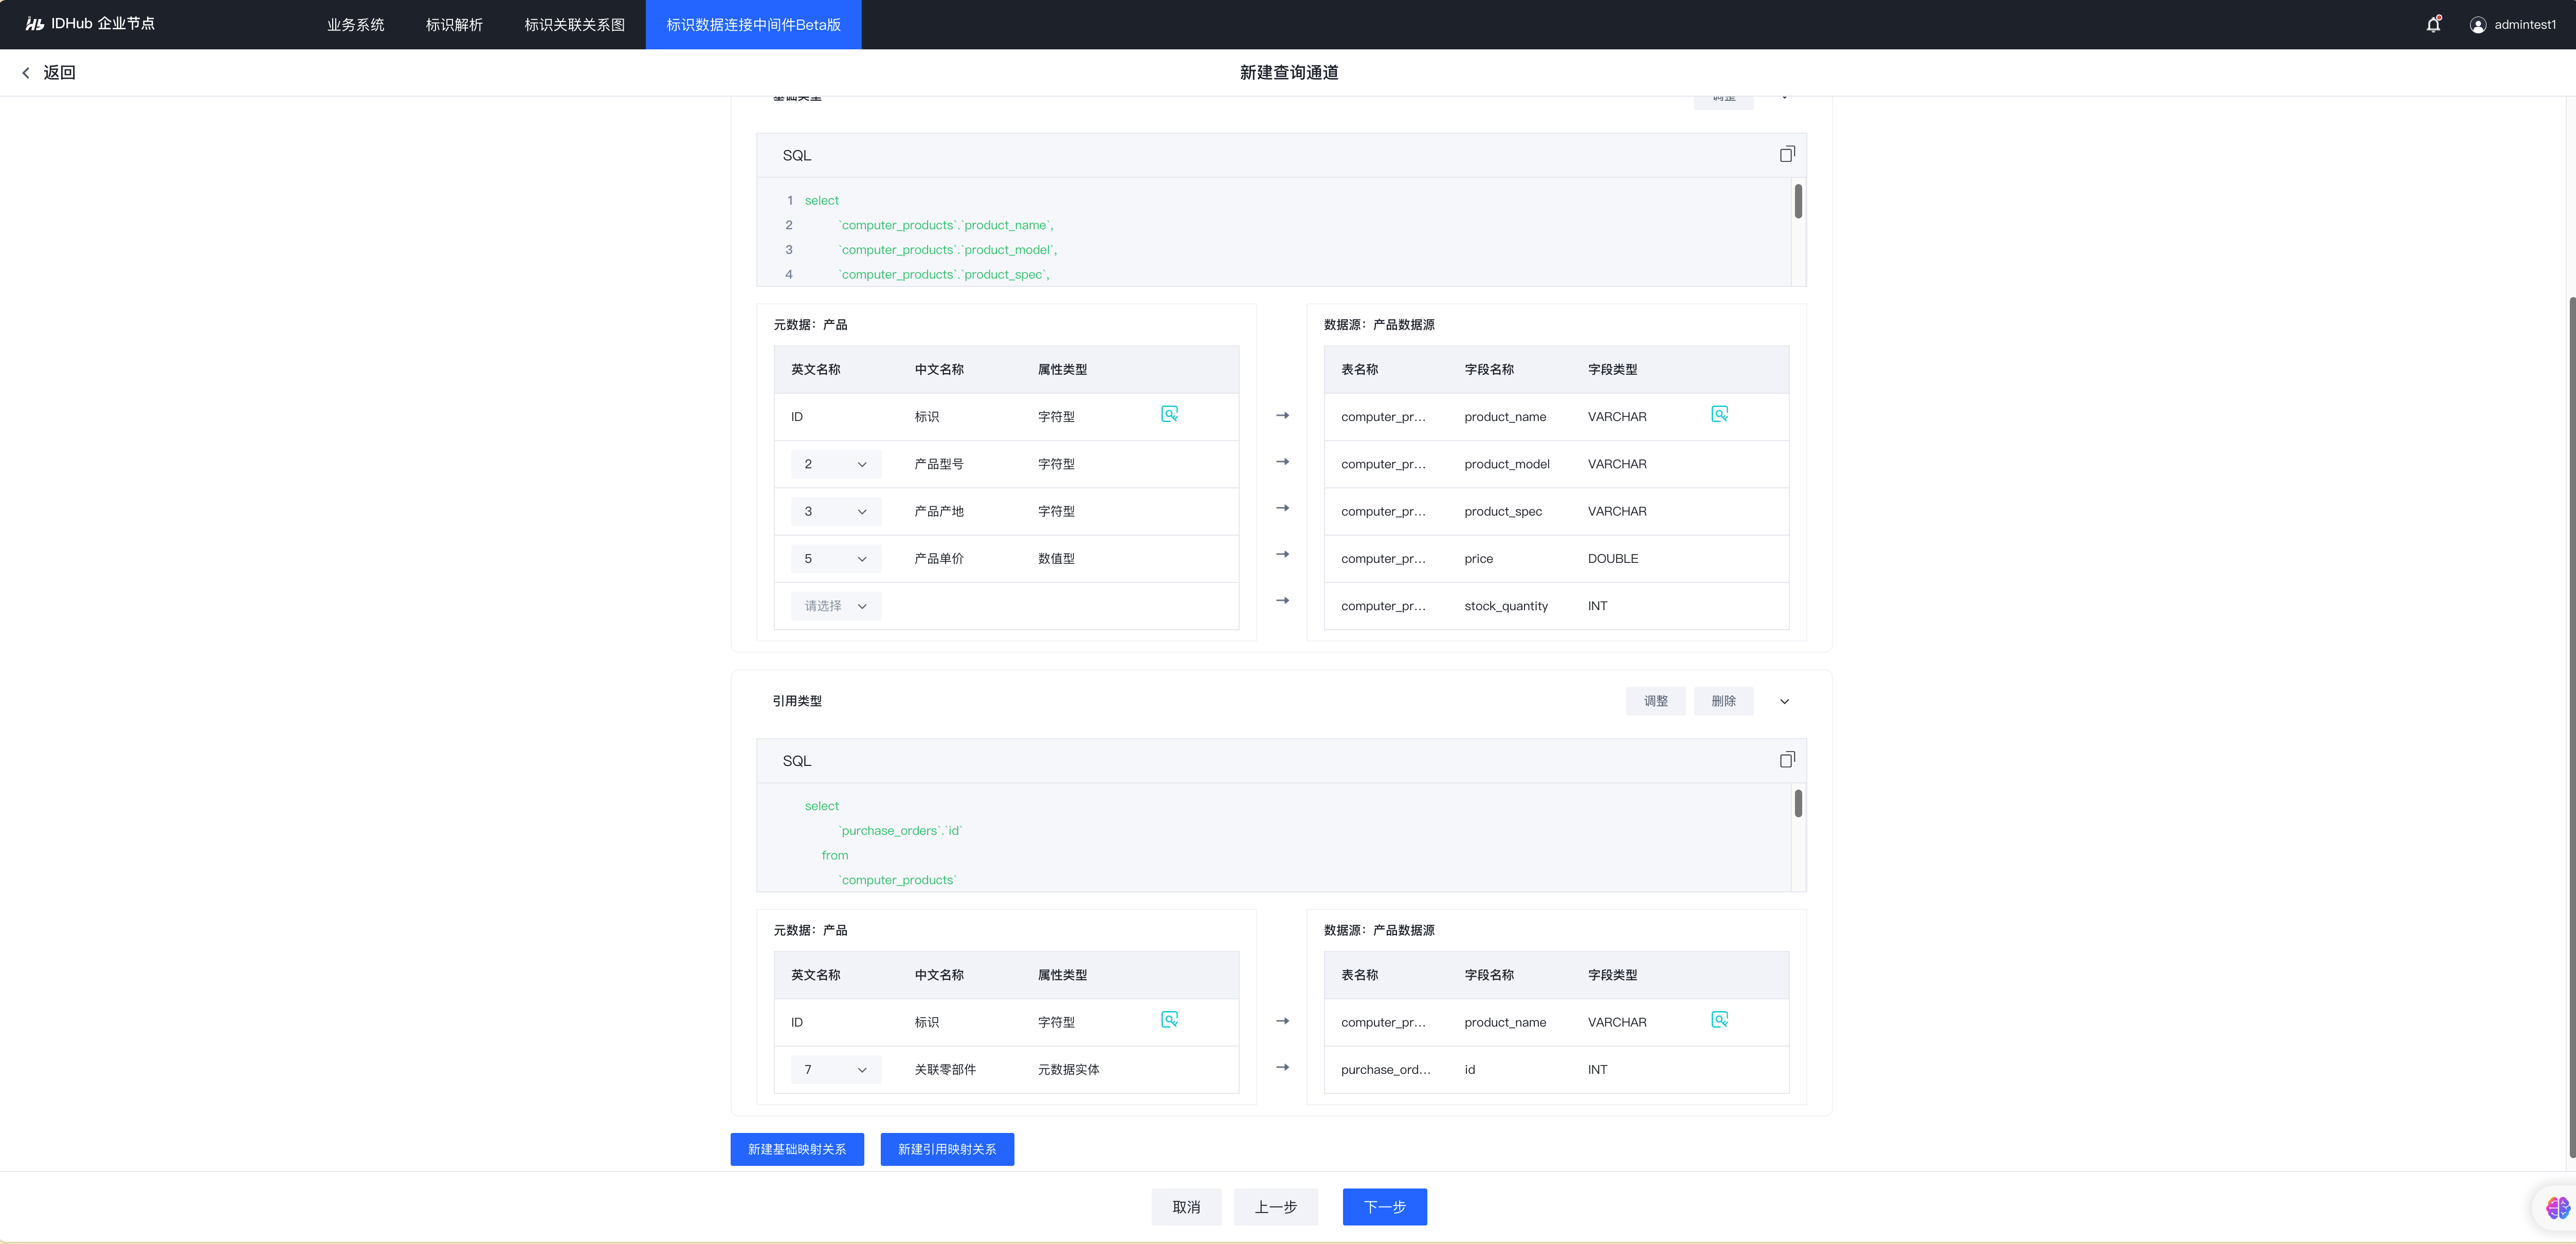 IDHub 企业节点
业务系统
标识解析
标识关联关系图
标识数据连接中间件Beta版
admintest1
返回
新建查询通道
基础类型
调整
SQL
1 select
2 `computer_products`.`product_name`,
3 `computer_products`.`product_model`,
4 `computer_products`.`product_spec`,
元数据：产品
数据源：产品数据源
英文名称 中文名称 属性类型
表名称 字段名称 字段类型
ID 标识 字符型
computer_pr... product_name VARCHAR
2 产品型号 字符型
computer_pr... product_model VARCHAR
3 产品产地 字符型
computer_pr... product_spec VARCHAR
5 产品单价 数值型
computer_pr... price DOUBLE
请选择
computer_pr... stock_quantity INT
引用类型
调整
删除
SQL
select
`purchase_orders`.`id`
from
`computer_products`
元数据：产品
数据源：产品数据源
英文名称 中文名称 属性类型
表名称 字段名称 字段类型
ID 标识 字符型
computer_pr... product_name VARCHAR
7 关联零部件 元数据实体
purchase_ord... id INT
新建基础映射关系
新建引用映射关系
取消
上一步
下一步